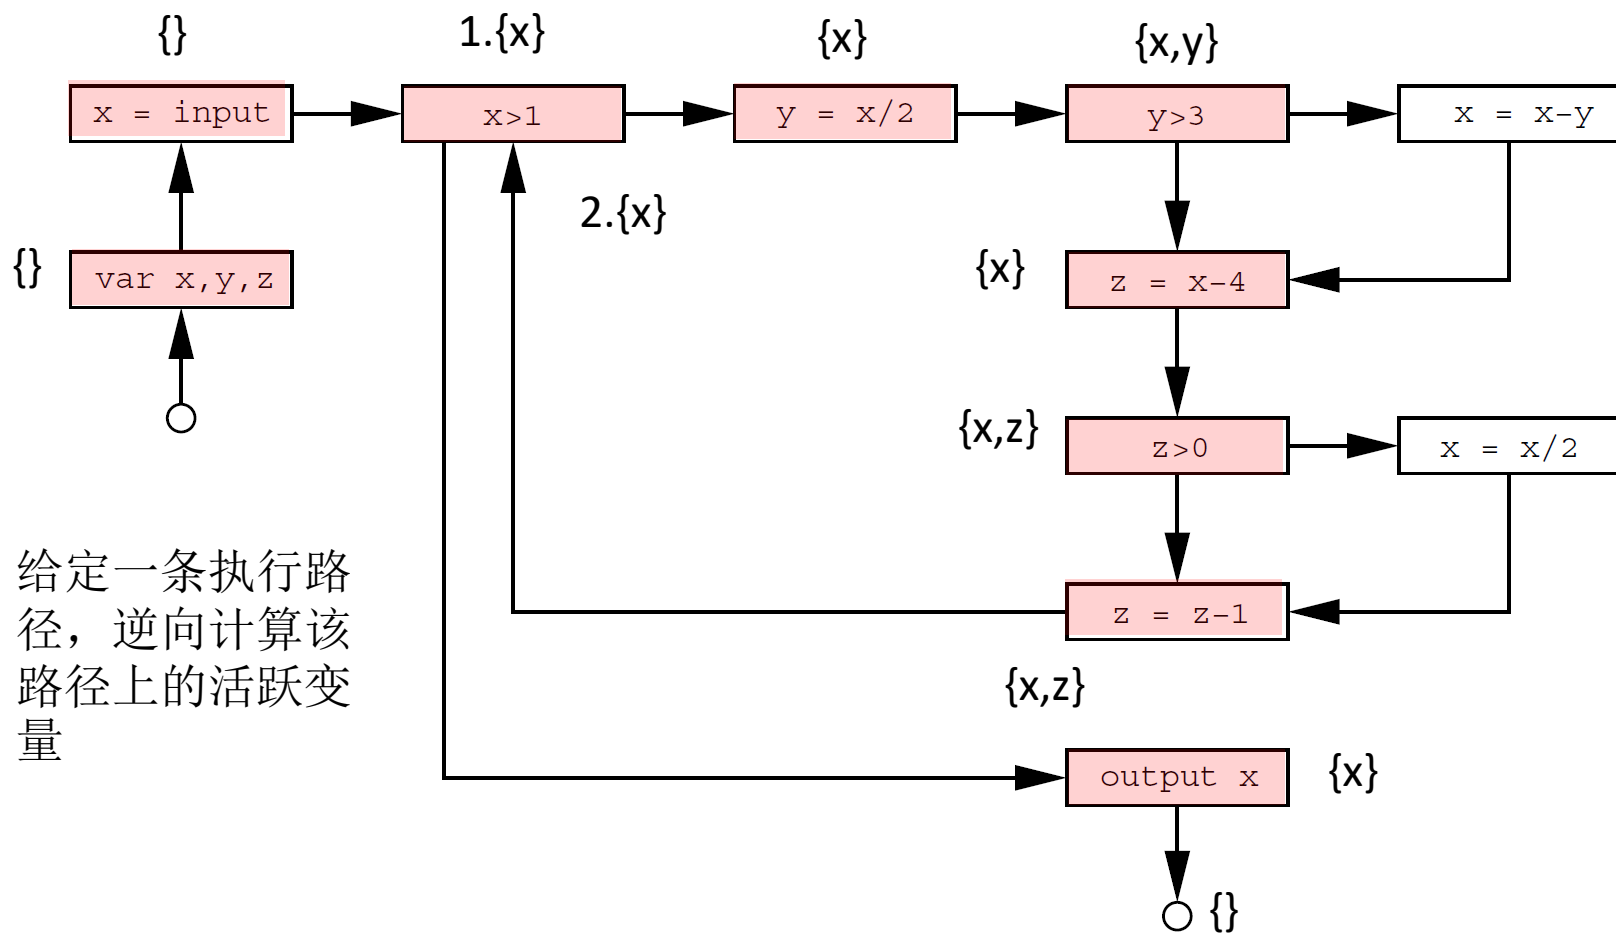 {}
1.{x}
{x}
{x,y}
x = input
x>1
y = x/2
y>3
x = x-y
2.{x}
{}
var x,y,z
{x}
z = x-4
{x,z}
z>0
x = x/2
给定一条执行路
径，逆向计算该
路径上的活跃变
量
z = z-1
{x,z}
output x
{x}
{}